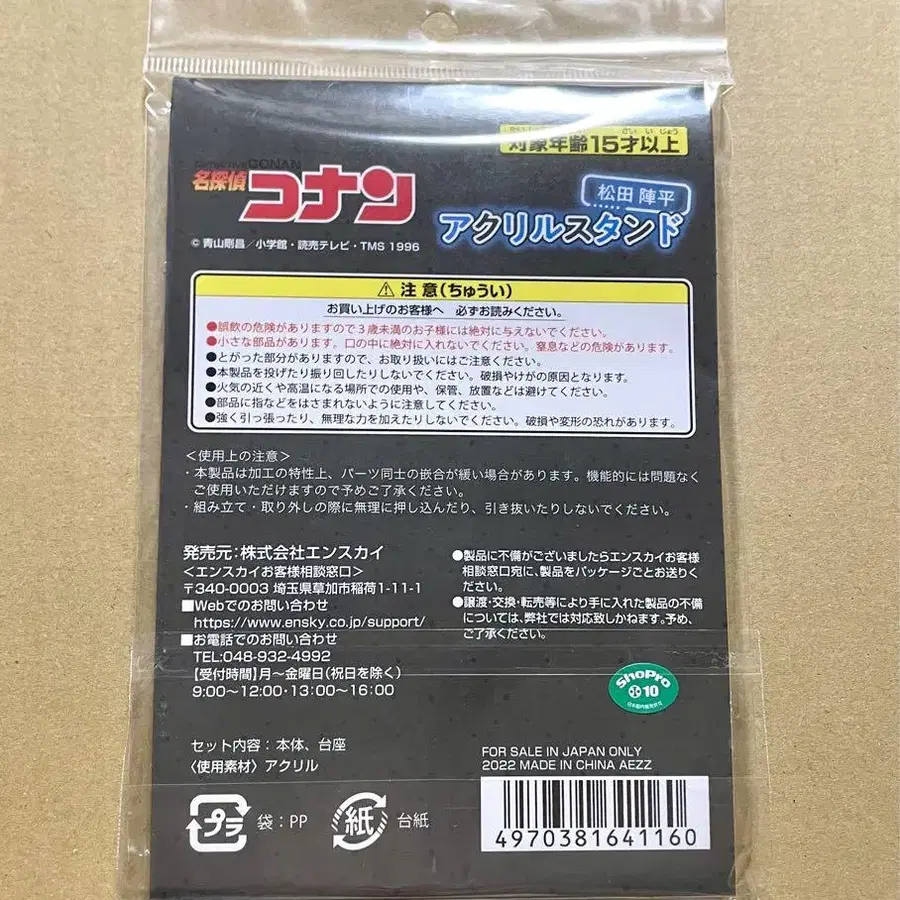 対象年齢15才以上
さい いじょう
CONAN
名探偵コナン
© 青山剛昌／小学館・読売テレビ・TMS 1996
松田 陣平
アクリルスタンド
⚠ 注 意（ちゅうい）
お買い上げのお客様へ 必ずお読みください。
●誤飲の危険がありますので３歳未満のお子様には絶対に与えないでください。
●小さな部品があります。口の中に絶対に入れないでください。窒息などの危険があります。
●とがった部分がありますので、お取り扱いにはご注意ください。
●本製品を投げたり振り回したりしないでください。破損やけがの原因となります。
●火気の近くや高温になる場所での使用や、保管、放置などは避けてください。
●部品に指などをはさまれないように注意してください。
●強く引っ張ったり、無理な力を加えたりしないでください。破損や変形の恐れがあります。
＜使用上の注意＞
・本製品は加工の特性上、パーツ同士の嵌合が緩い場合があります。機能的には問題なく
ご使用いただけますので予めご了承ください。
・組み立て・取り外しの際に無理に押し込んだり、引き抜いたりしないでください。
発売元：株式会社エンスカイ
＜エンスカイお客様相談窓口＞
〒340-0003 埼玉県草加市稲荷1-11-1
■Webでのお問い合わせ
https://www.ensky.co.jp/support/
■お電話でのお問い合わせ
TEL:048-932-4992
【受付時間】月〜金曜日（祝日を除く）
9:00〜12:00・13:00〜16:00
●製品に不備がございましたらエンスカイお客様
相談窓口宛に、製品をパッケージごとお送りく
ださい。
●譲渡・交換・転売等により手に入れた製品の不備
については、弊社では対応致しかねます。予め、
ご了承ください。
ShoPro
10
日本国内販売許可
セット内容：本体、台座
〈使用素材〉アクリル
FOR SALE IN JAPAN ONLY
2022 MADE IN CHINA AEZZ
プラ
袋：PP
紙
台紙
4970381641160